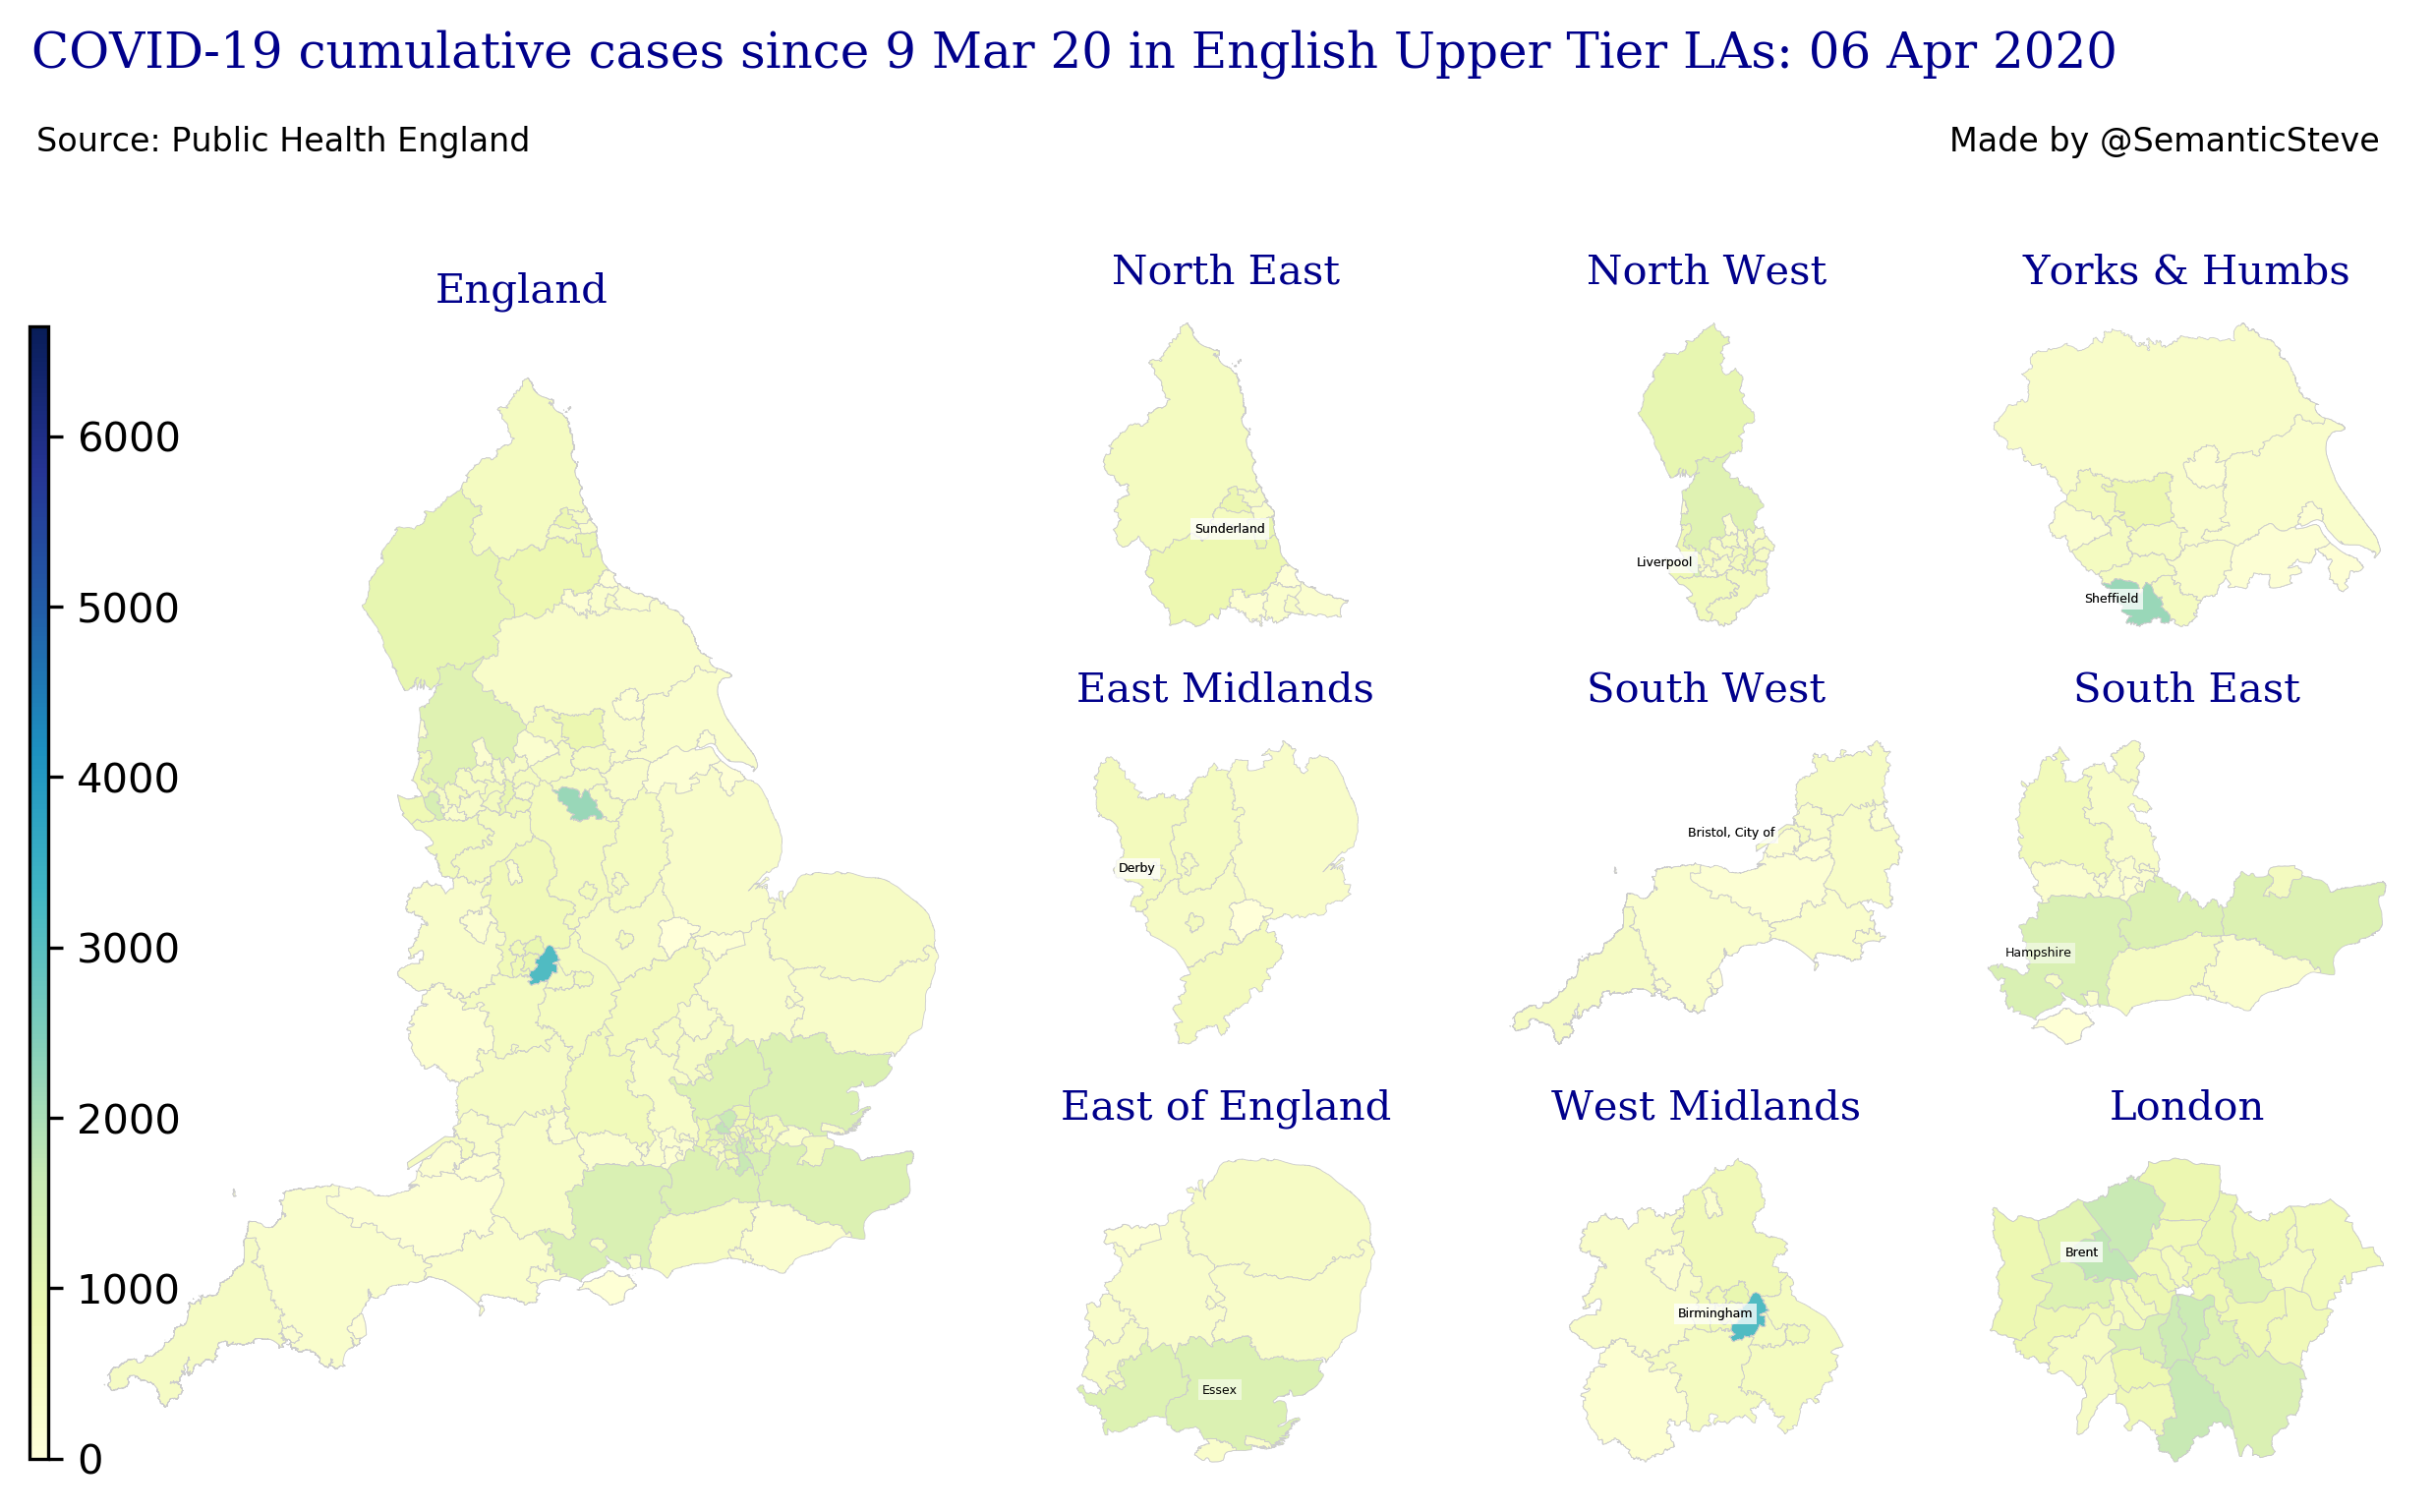 COVID-19 cumulative cases since 9 Mar 20 in English Upper Tier LAs: 06 Apr 2020
Source: Public Health England
Made by @SemanticSteve
England
North East
North West
Yorks & Humbs
6000
5000
4000
3000
2000
1000
0
Sunderland
Liverpool
Sheffield
East Midlands
South West
South East
Derby
Bristol, City of
Hampshire
East of England
West Midlands
London
Essex
Birmingham
Brent